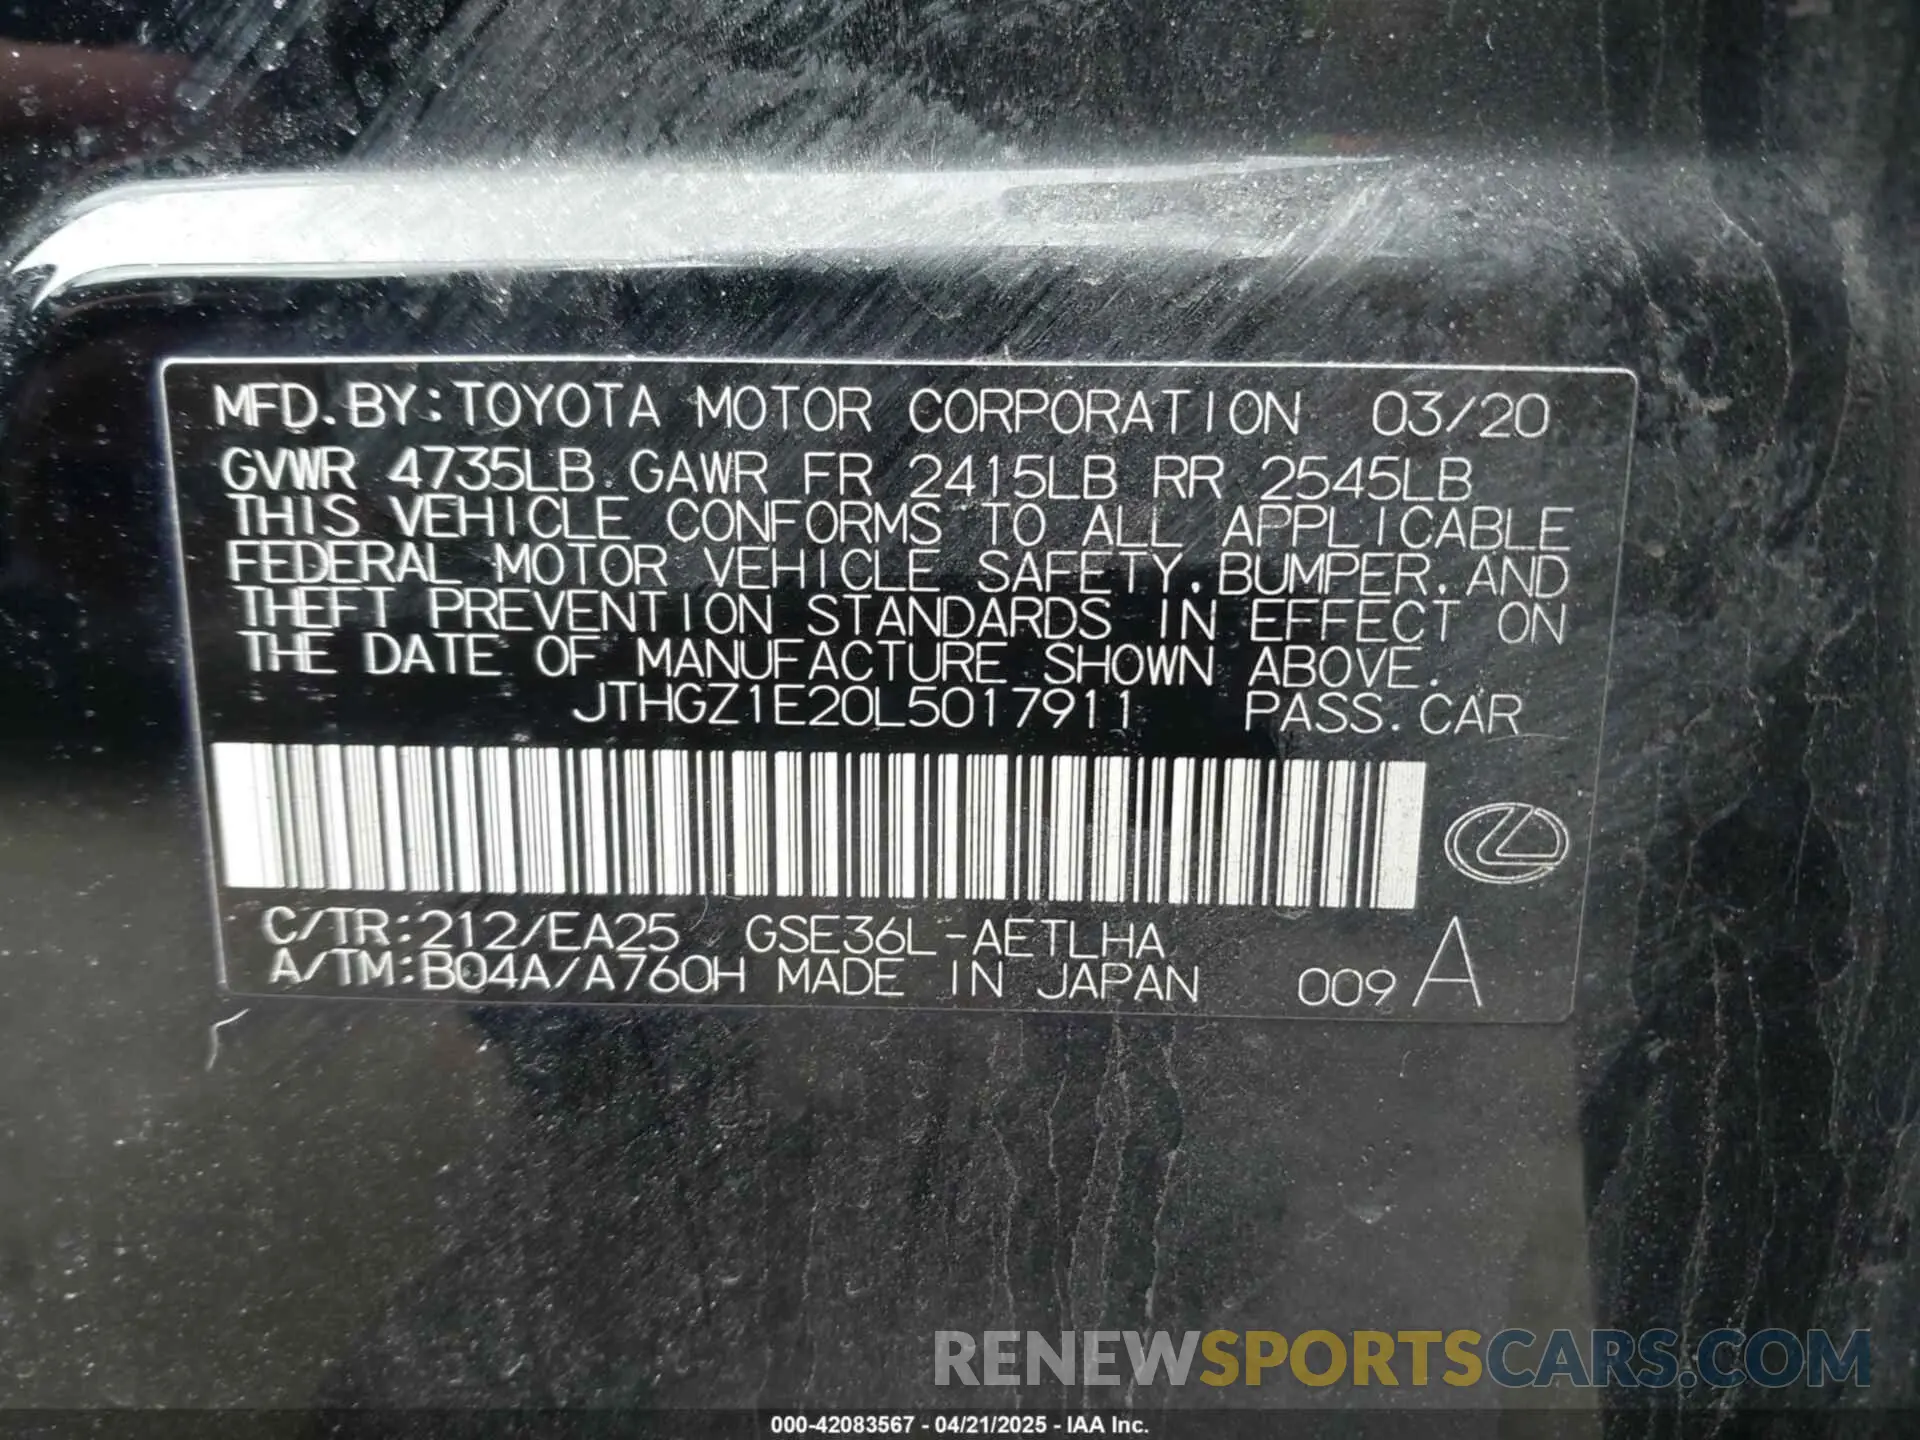 MFD.BY:TOYOTA MOTOR CORPORATION 03/20
GVWR 4735LB GAWR FR 2415LB RR 2545LB
THIS VEHICLE CONFORMS TO ALL APPLICABLE
FEDERAL MOTOR VEHICLE SAFETY,BUMPER,AND
THEFT PREVENTION STANDARDS IN EFFECT ON
THE DATE OF MANUFACTURE SHOWN ABOVE.
JTHGZ1E20L5017911 PASS.CAR
C/TR:212/EA25 GSE36L-AETLHA
A/TM:B04A/A760H MADE IN JAPAN 009 A
RENEWSPORTSCARS.COM
000-42083567 - 04/21/2025 - IAA Inc.